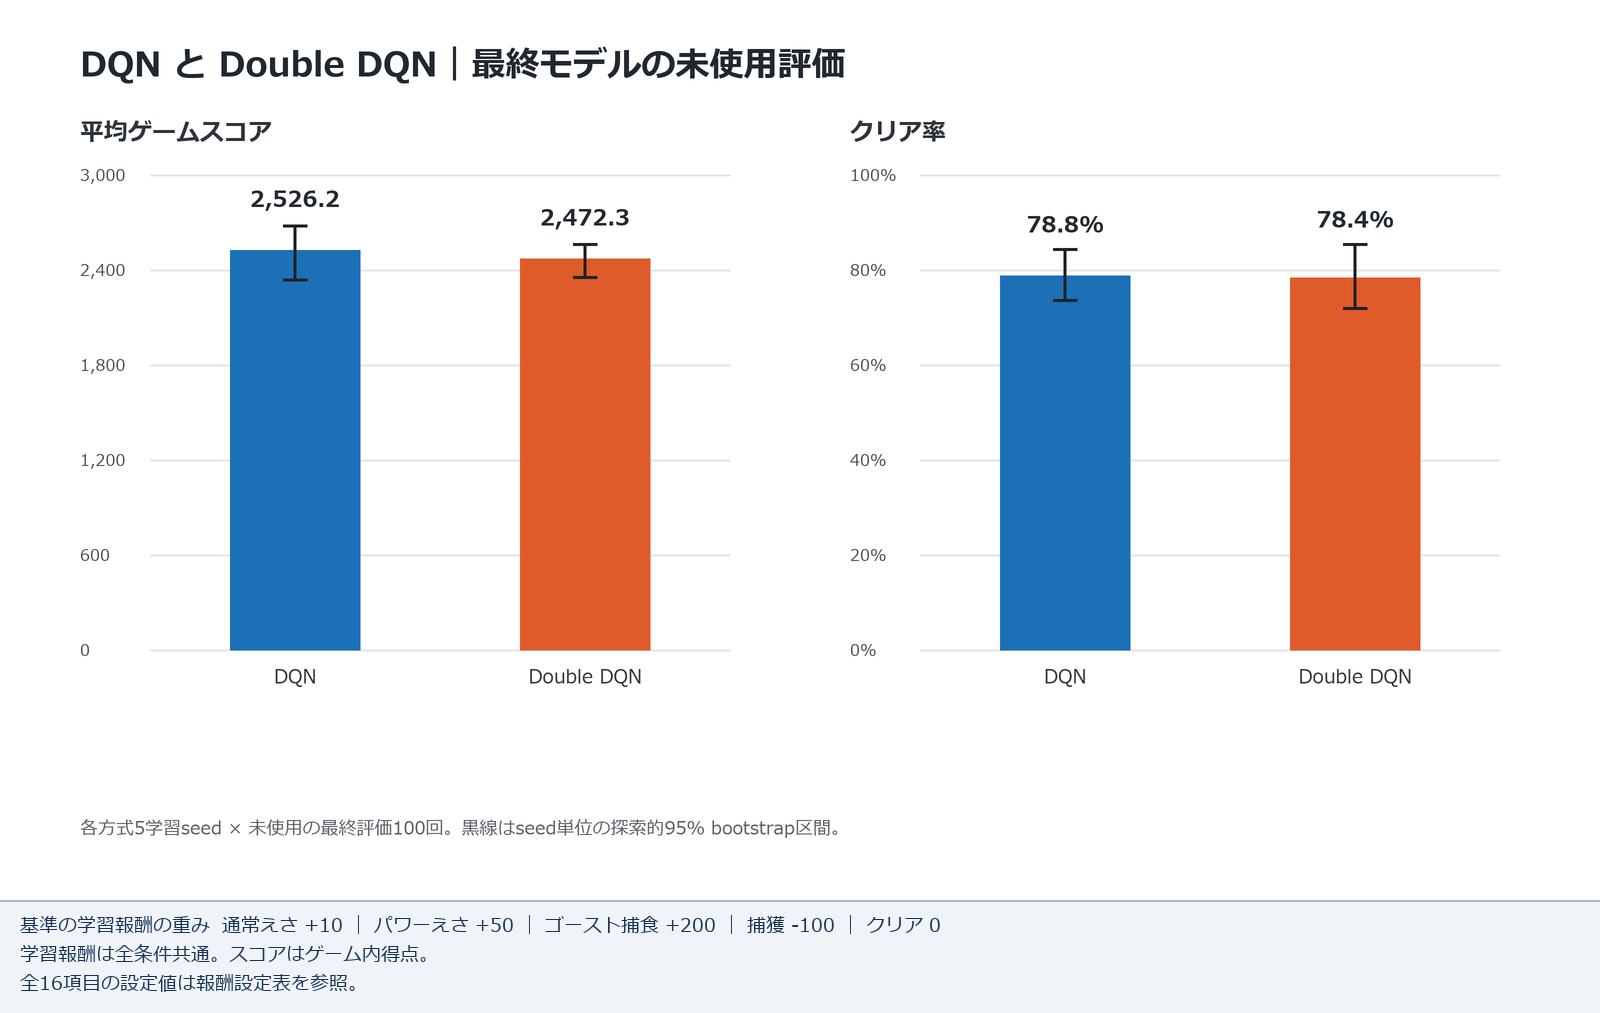 DQN と Double DQN｜最終モデルの未使用評価
平均ゲームスコア
3,000
2,400
1,800
1,200
600
0
2,526.2
2,472.3
DQN
Double DQN
クリア率
100%
80%
60%
40%
20%
0%
78.8%
78.4%
DQN
Double DQN
各方式5学習seed × 未使用の最終評価100回。黒線はseed単位の探索的95% bootstrap区間。
基準の学習報酬の重み 通常えさ +10 ｜ パワーえさ +50 ｜ ゴースト捕食 +200 ｜ 捕獲 -100 ｜ クリア 0
学習報酬は全条件共通。スコアはゲーム内得点。
全16項目の設定値は報酬設定表を参照。